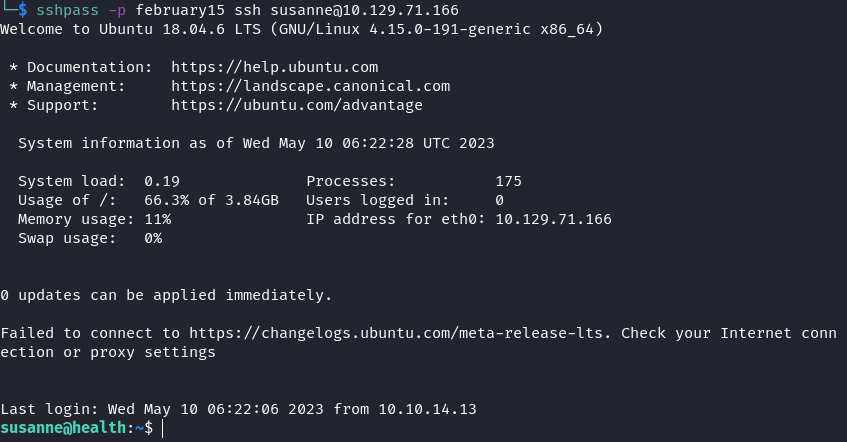 └─$ sshpass -p february15 ssh susanne@10.129.71.166
Welcome to Ubuntu 18.04.6 LTS (GNU/Linux 4.15.0-191-generic x86_64)

 * Documentation:  https://help.ubuntu.com
 * Management:     https://landscape.canonical.com
 * Support:        https://ubuntu.com/advantage

  System information as of Wed May 10 06:22:28 UTC 2023

  System load:  0.19              Processes:             175
  Usage of /:   66.3% of 3.84GB   Users logged in:       0
  Memory usage: 11%               IP address for eth0: 10.129.71.166
  Swap usage:   0%


0 updates can be applied immediately.

Failed to connect to https://changelogs.ubuntu.com/meta-release-lts. Check your Internet conn
ection or proxy settings


Last login: Wed May 10 06:22:06 2023 from 10.10.14.13
susanne@health:~$